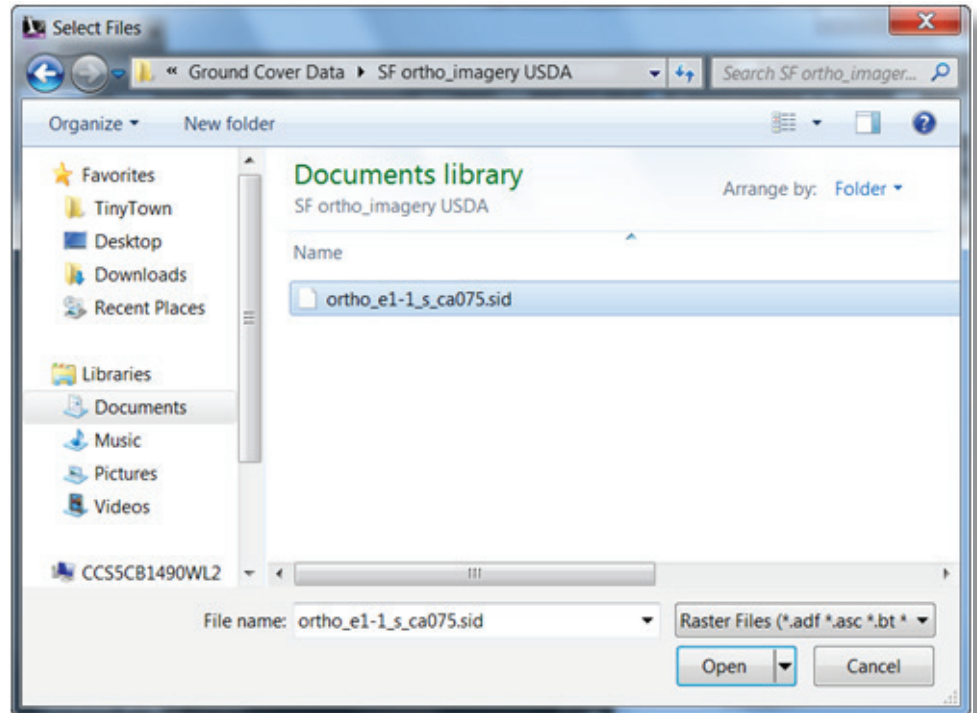 Select Files
« Ground Cover Data ▸ SF ortho_imagery USDA
Search SF ortho_imager...
Organize
New folder
Favorites
TinyTown
Desktop
Downloads
Recent Places
Libraries
Documents
Music
Pictures
Videos
CCS5CB1490WL2
Documents library
SF ortho_imagery USDA
Arrange by: Folder
Name
ortho_e1-1_s_ca075.sid
File name: ortho_e1-1_s_ca075.sid
Raster Files (*.adf *.asc *.bt *
Open
Cancel